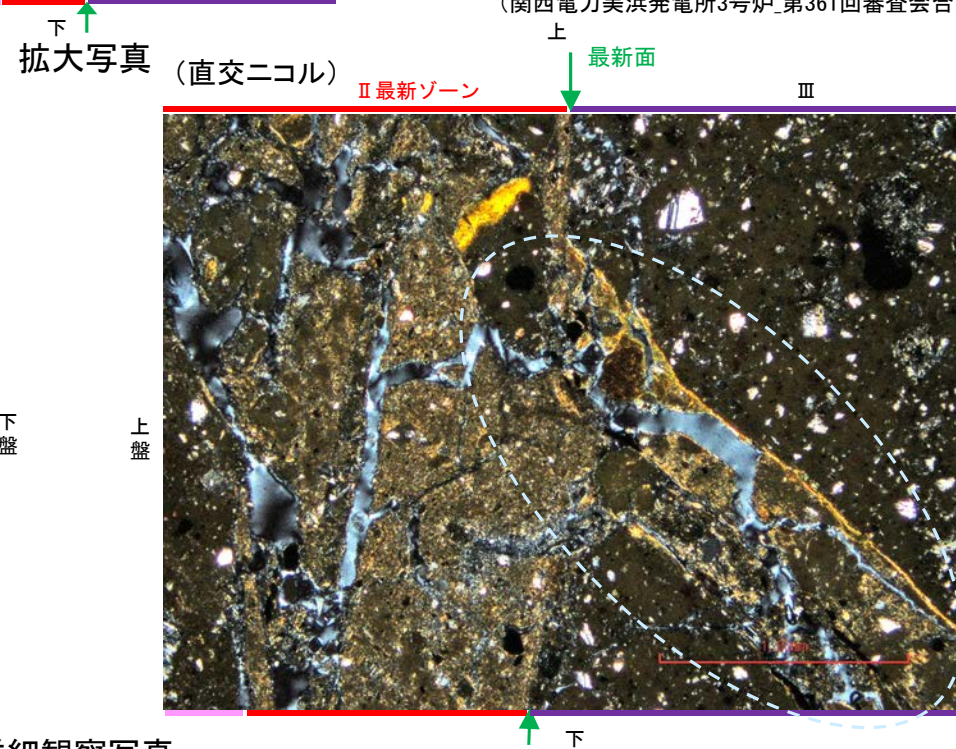 (関西電力美浜発電所3号炉_第361回審査会合
下
拡大写真 (直交ニコル)
上
最新面
Ⅱ最新ゾーン
Ⅲ
下盤
上盤
下